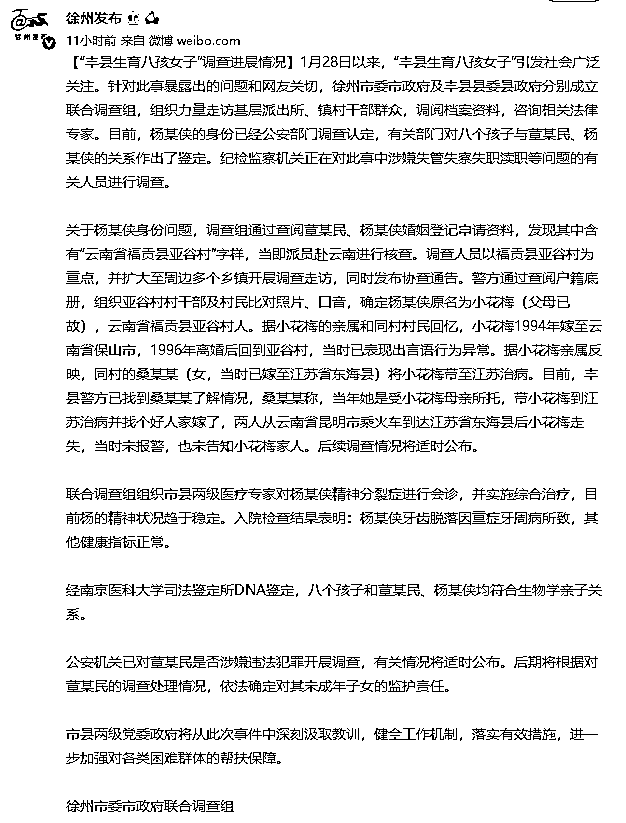 徐州发布
11小时前 来自 微博 weibo.com
【“丰县生育八孩女子”调查进展情况】1月28日以来，“丰县生育八孩女子”引发社会广泛
关注。针对此事暴露出的问题和网友关切，徐州市委市政府及丰县县委县政府分别成立
联合调查组，组织力量走访基层派出所、镇村干部群众，调阅档案资料，咨询相关法律
专家。目前，杨某侠的身份已经公安部门调查认定，有关部门对八个孩子与董某民、杨
某侠的关系作出了鉴定。纪检监察机关正在对此事中涉嫌失管失察失职渎职等问题的有
关人员进行调查。
关于杨某侠身份问题，调查组通过查阅董某民、杨某侠婚姻登记申请资料，发现其中含
有“云南省福贡县亚谷村”字样，当即派员赴云南进行核查。调查人员以福贡县亚谷村为
重点，并扩大至周边多个乡镇开展调查走访，同时发布协查通告。警方通过查阅户籍底
册，组织亚谷村村干部及村民比对照片、口音，确定杨某侠原名为小花梅（父母已
故），云南省福贡县亚谷村人。据小花梅的亲属和同村村民回忆，小花梅1994年嫁至云
南省保山市，1996年离婚后回到亚谷村，当时已表现出言语行为异常。据小花梅亲属反
映，同村的桑某某（女，当时已嫁至江苏省东海县）将小花梅带至江苏治病。目前，丰
县警方已找到桑某某了解情况，桑某某称，当年她是受小花梅母亲所托，带小花梅到江
苏治病并找个好人家嫁了，两人从云南省昆明市乘火车到达江苏省东海县后小花梅走
失，当时未报警，也未告知小花梅家人。后续调查情况将适时公布。
联合调查组组织市县两级医疗专家对杨某侠精神分裂症进行会诊，并实施综合治疗，目
前杨的精神状况趋于稳定。入院检查结果表明：杨某侠牙齿脱落因重症牙周病所致，其
他健康指标正常。
经南京医科大学司法鉴定所DNA鉴定，八个孩子和董某民、杨某侠均符合生物学亲子关
系。
公安机关已对董某民是否涉嫌违法犯罪开展调查，有关情况将适时公布。后期将根据对
董某民的调查处理情况，依法确定对其未成年子女的监护责任。
市县两级党委政府将从此次事件中深刻汲取教训，健全工作机制，落实有效措施，进一
步加强对各类困难群体的帮扶保障。
徐州市委市政府联合调查组